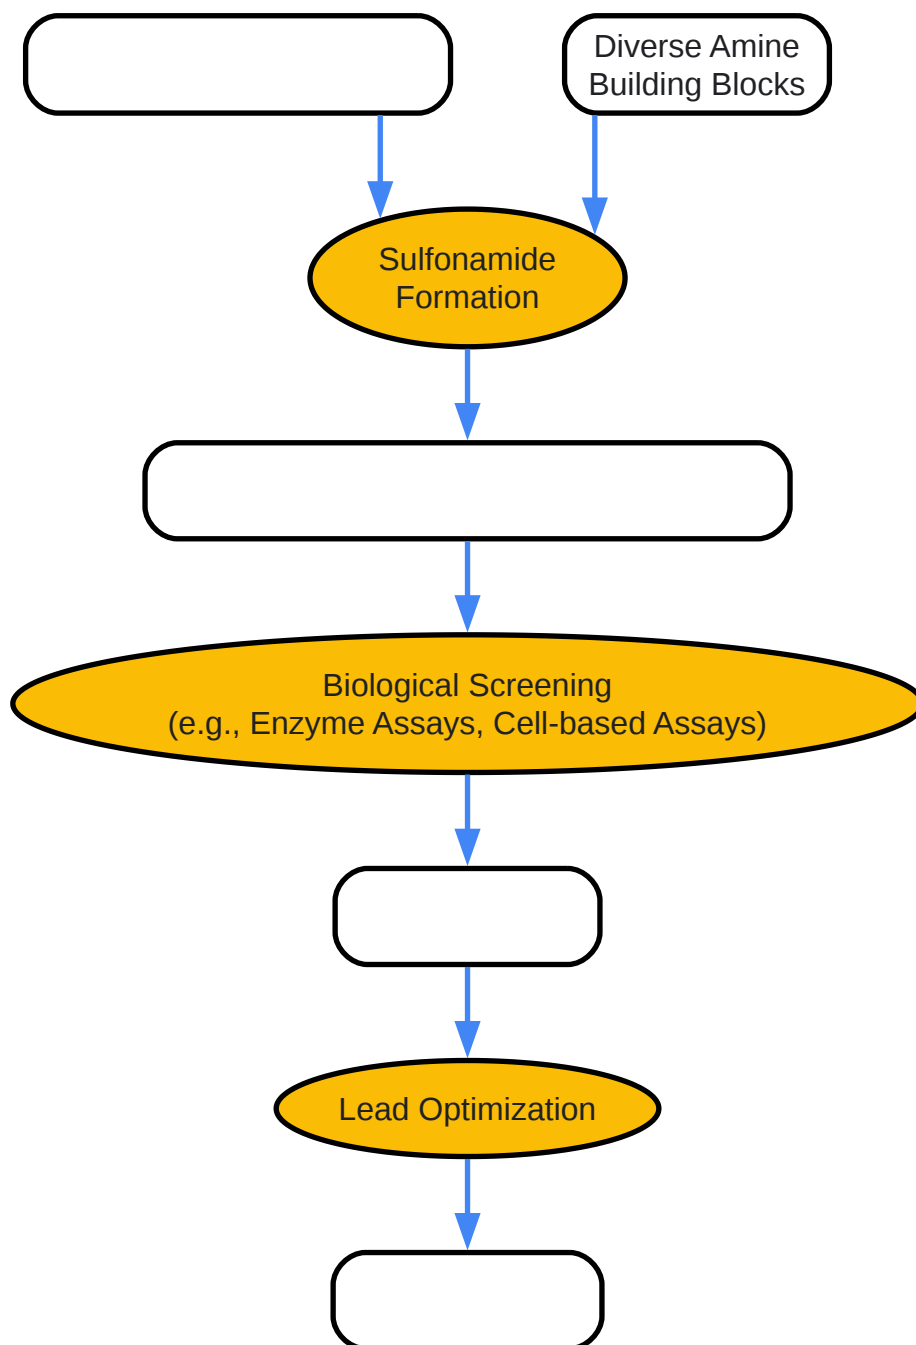 Diverse Amine
Building Blocks
Sulfonamide
Formation
Biological Screening
(e.g., Enzyme Assays, Cell-based Assays)
Lead Optimization